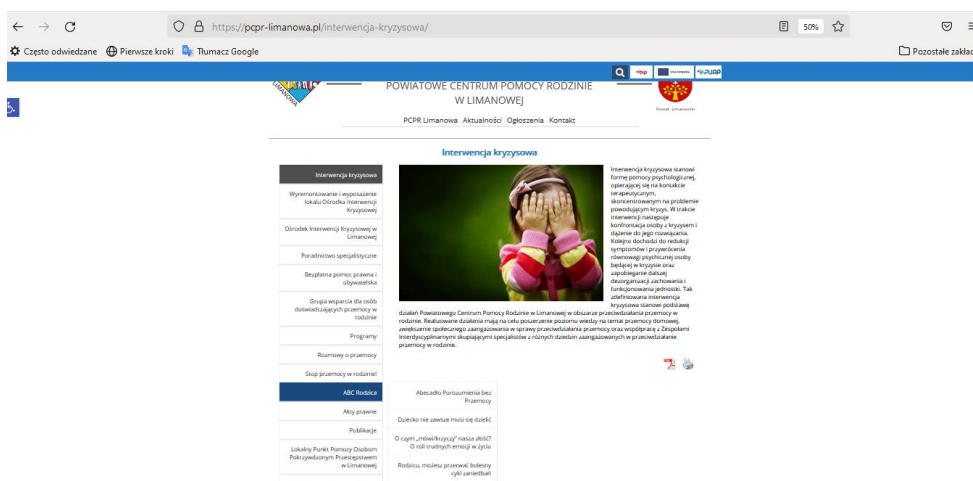 https://pcpr-limanowa.pl/interwencja-kryzysowa/
50%
Często odwiedzane Pierwsze kroki Tłumacz Google
Pozostałe zakład
bip
ePUAP
LIMANOWA
POWIATOWE CENTRUM POMOCY RODZINIE
W LIMANOWEJ
Powiat Limanowski
PCPR Limanowa Aktualności Ogłoszenia Kontakt
Interwencja kryzysowa
Interwencja kryzysowa
Wyremontowanie i wyposażenie
lokalu Ośrodka Interwencji
Kryzysowej
Ośrodek Interwencji Kryzysowej w
Limanowej
Poradnictwo specjalistyczne
Bezpłatna pomoc prawna i
obywatelska
Grupa wsparcia dla osób
doświadczających przemocy w
rodzinie
Programy
Rozmowy o przemocy
Stop przemocy w rodzinie!
ABC Rodzica
Akty prawne
Publikacje
Lokalny Punkt Pomocy Osobom
Pokrzywdzonym Przestępstwem
w Limanowej
Interwencja kryzysowa stanowi
formę pomocy psychologicznej,
opierającej się na kontakcie
terapeutycznym,
skoncentrowanym na problemie
powodującym kryzys. W trakcie
interwencji następuje
konfrontacja osoby z kryzysem i
dążenie do jego rozwiązania.
Kolejno dochodzi do redukcji
symptomów i przywrócenia
równowagi psychicznej osoby
będącej w kryzysie oraz
zapobieganie dalszej
dezorganizacji zachowania i
funkcjonowania jednostki. Tak
zdefiniowana interwencja
kryzysowa stanowi podstawę
działań Powiatowego Centrum Pomocy Rodzinie w Limanowej w obszarze przeciwdziałania przemocy w
rodzinie. Realizowane działania mają na celu poszerzenie poziomu wiedzy na temat przemocy domowej,
zwiększenie społecznego zaangażowania w sprawy przeciwdziałania przemocy oraz współpracę z Zespołami
Interdyscyplinarnymi skupiającymi specjalistów z różnych dziedzin zaangażowanych w przeciwdziałanie
przemocy w rodzinie.
Abecadło Porozumienia bez
Przemocy
Dziecko nie zawsze musi się dzielić
O czym „mówi/krzyczy” nasza złość?
O roli trudnych emocji w życiu
Rodzicu, możesz przerwać bolesny
cykl zaniedbań